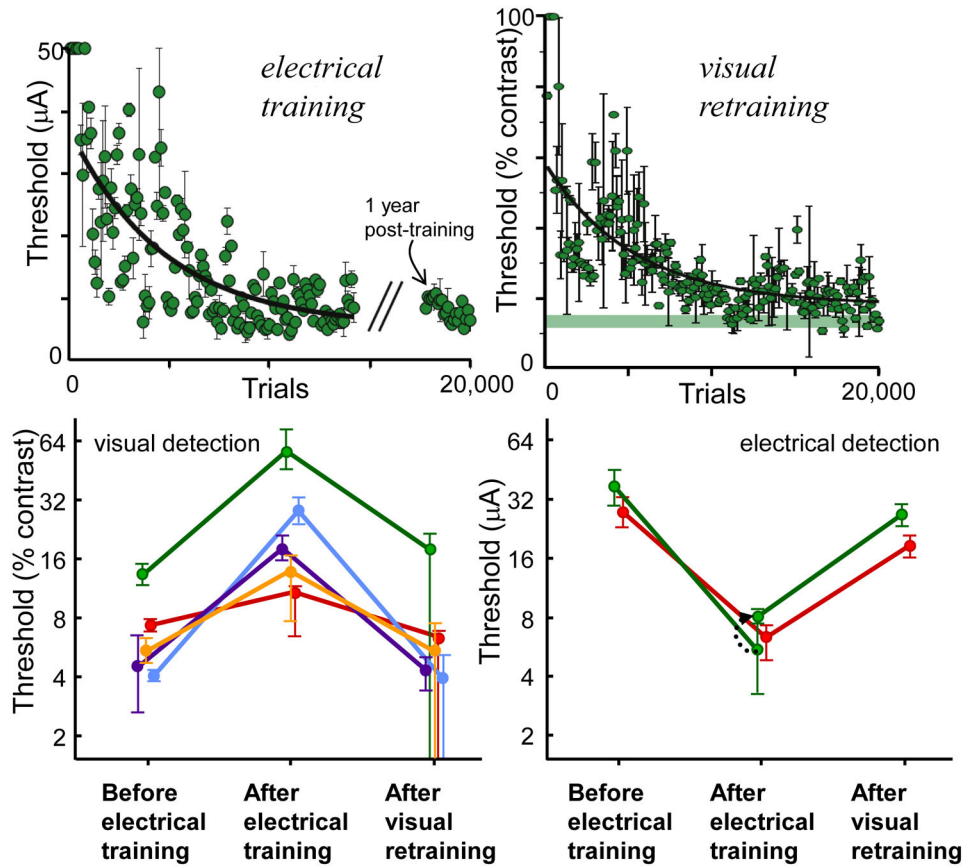 50
electrical
training
Threshold (μA)
1 year
post-training
0
0
Trials
20,000
100
visual
retraining
Threshold (% contrast)
0
0
Trials
20,000
visual detection
Threshold (% contrast)
64
32
16
8
4
2
Before
electrical
training
After
electrical
training
After
visual
retraining
electrical detection
Threshold (μA)
64
32
16
8
4
2
Before
electrical
training
After
electrical
training
After
visual
retraining